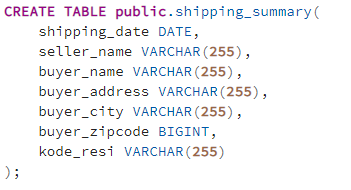 CREATE TABLE public.shipping_summary(
    shipping_date DATE,
    seller_name VARCHAR(255),
    buyer_name VARCHAR(255),
    buyer_address VARCHAR(255),
    buyer_city VARCHAR(255),
    buyer_zipcode BIGINT,
    kode_resi VARCHAR(255)
);